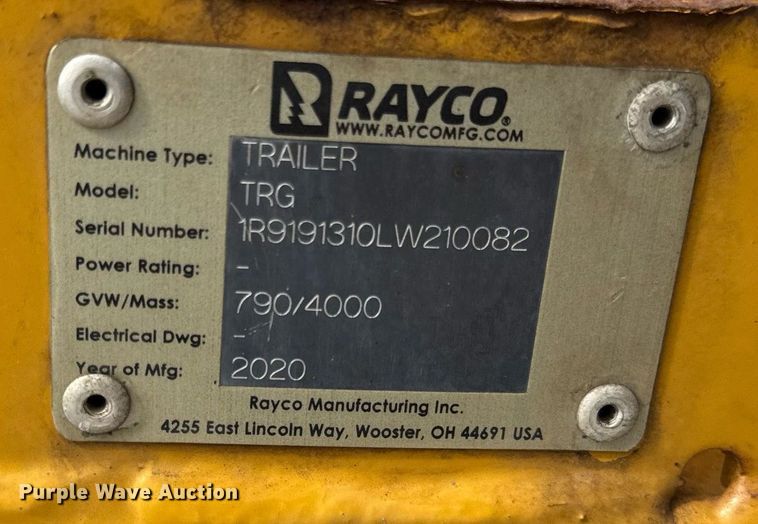 RAYCO®
WWW.RAYCOMFG.COM
Machine Type: TRAILER
Model: TRG
Serial Number: 1R9191310LW210082
Power Rating: -
GVW/Mass: 790/4000
Electrical Dwg: -
Year of Mfg: 2020
Rayco Manufacturing Inc.
4255 East Lincoln Way, Wooster, OH 44691 USA
Purple Wave Auction